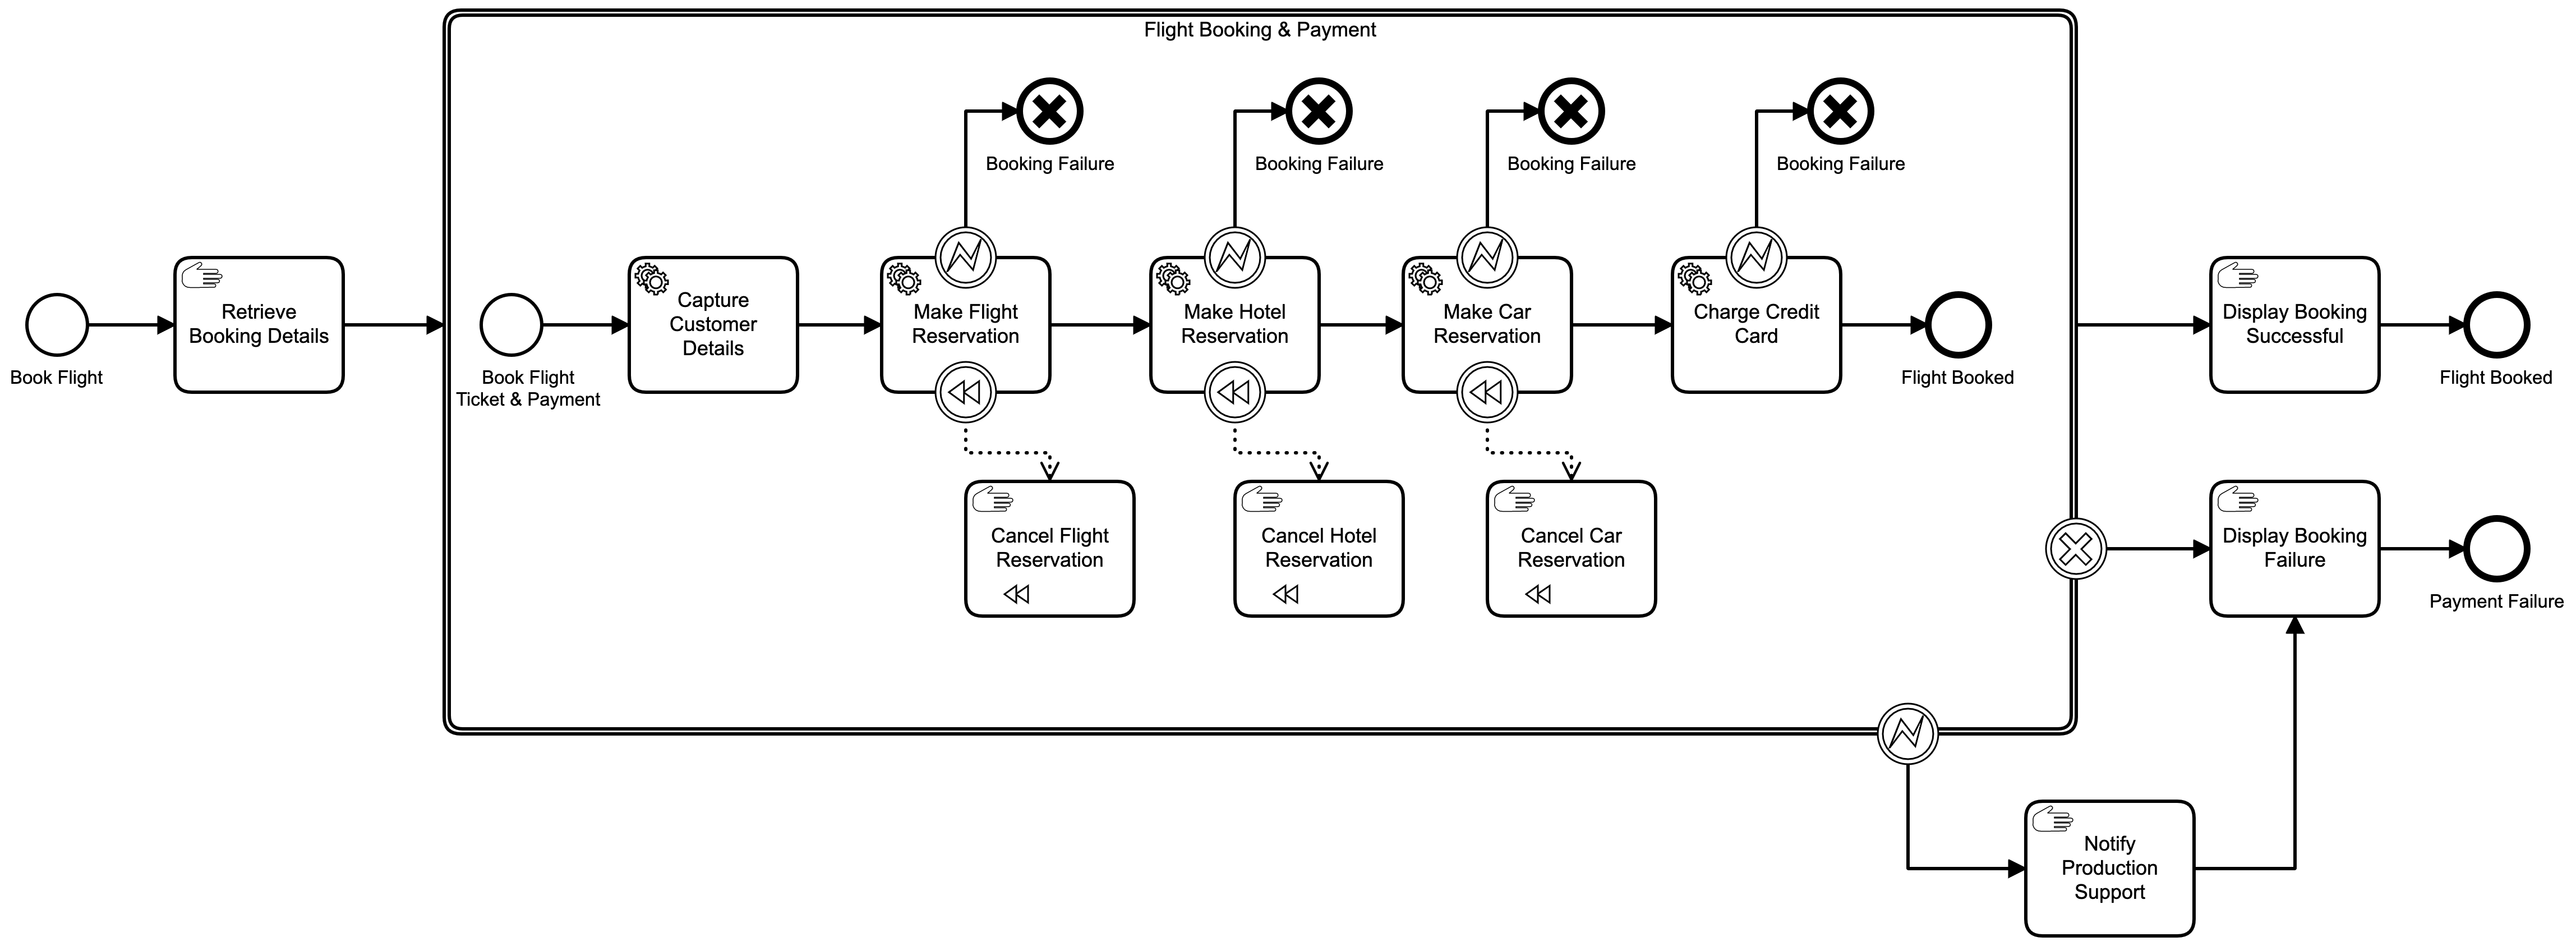 Flight Booking & Payment
Booking Failure
Booking Failure
Booking Failure
Booking Failure
Book Flight
Retrieve
Booking Details
Book Flight
Ticket & Payment
Capture
Customer
Details
Make Flight
Reservation
Make Hotel
Reservation
Make Car
Reservation
Charge Credit
Card
Flight Booked
Display Booking
Successful
Flight Booked
Cancel Flight
Reservation
Cancel Hotel
Reservation
Cancel Car
Reservation
Display Booking
Failure
Payment Failure
Notify
Production
Support